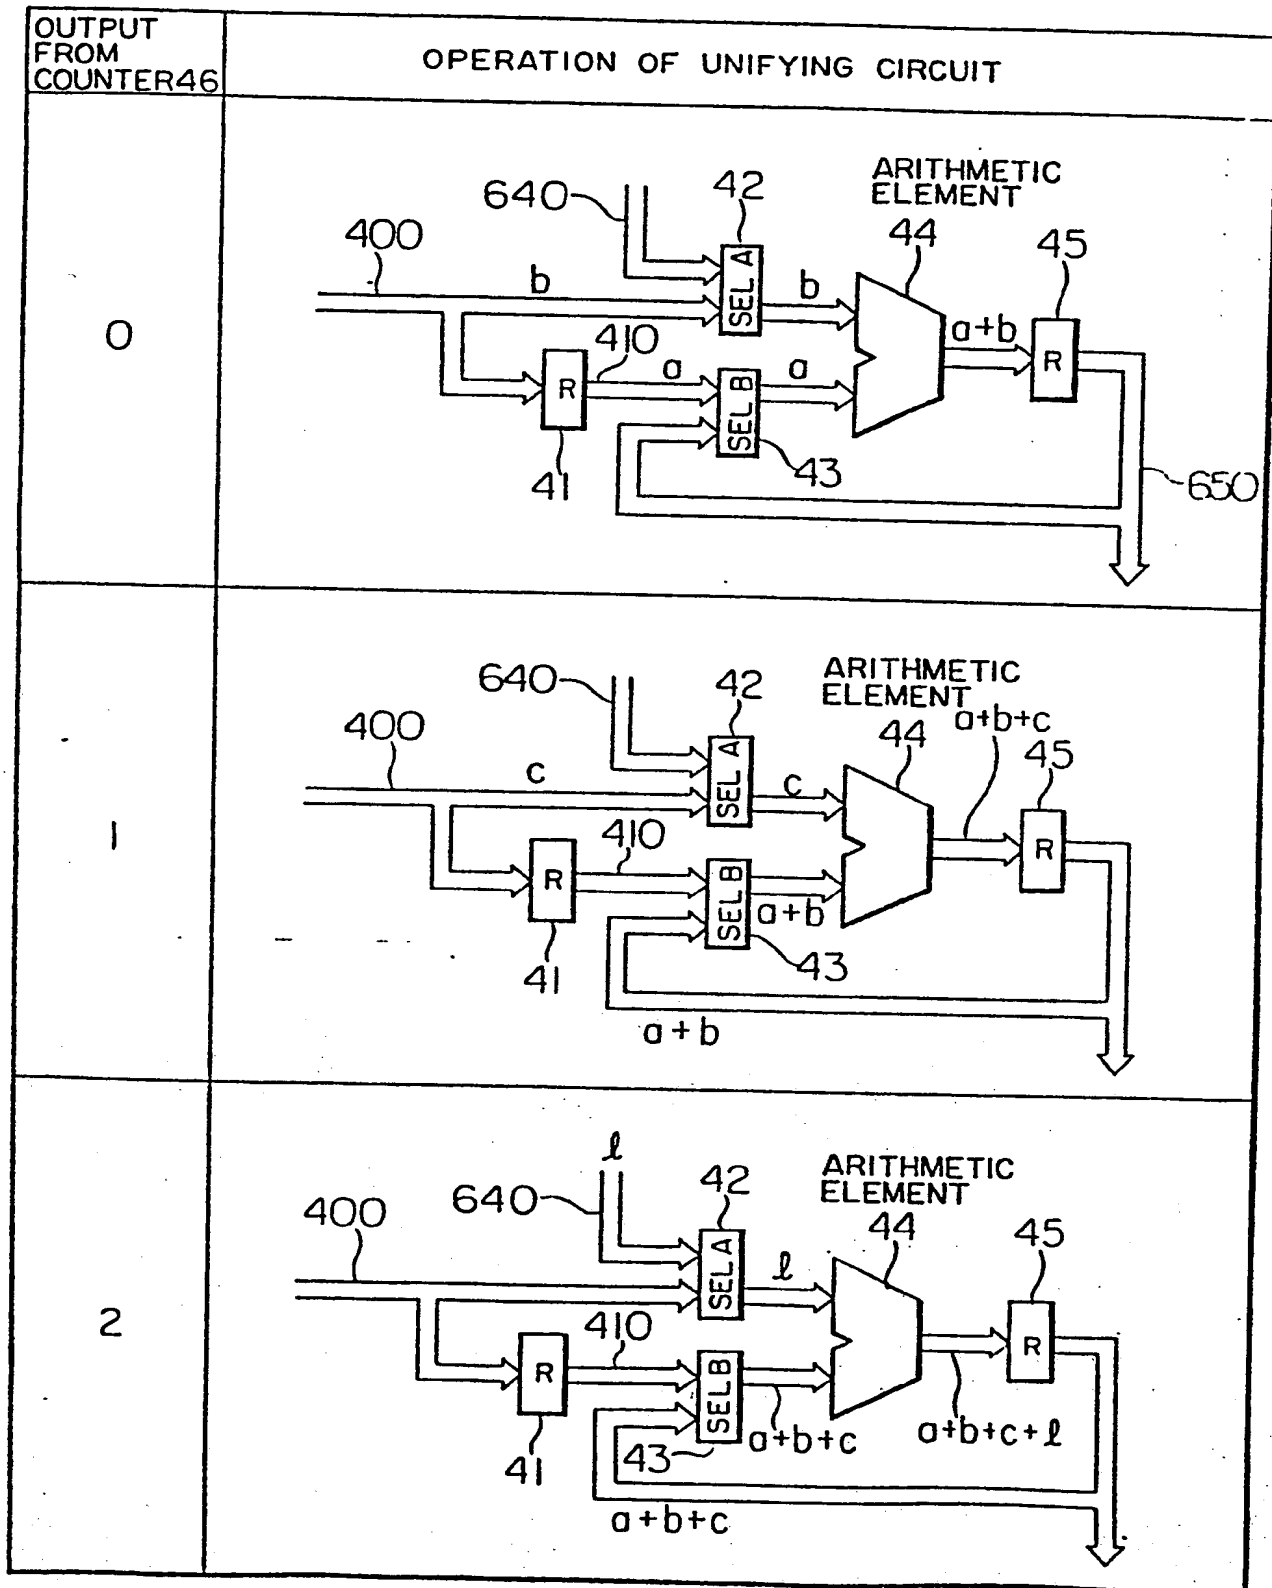 OUTPUT
FROM
COUNTER46
OPERATION OF UNIFYING CIRCUIT
0
640
42
ARITHMETIC
ELEMENT
400
44
45
b
SEL A
b
a+b
R
410
a
SEL B
a
R
41
43
650
1
640
42
ARITHMETIC
ELEMENT
a+b+c
400
44
45
c
SEL A
c
R
410
SEL B
a+b
R
41
43
a+b
2
ℓ
640
42
ARITHMETIC
ELEMENT
400
44
45
SEL A
ℓ
R
410
SEL B
R
a+b+c
a+b+c+ℓ
41
43
a+b+c